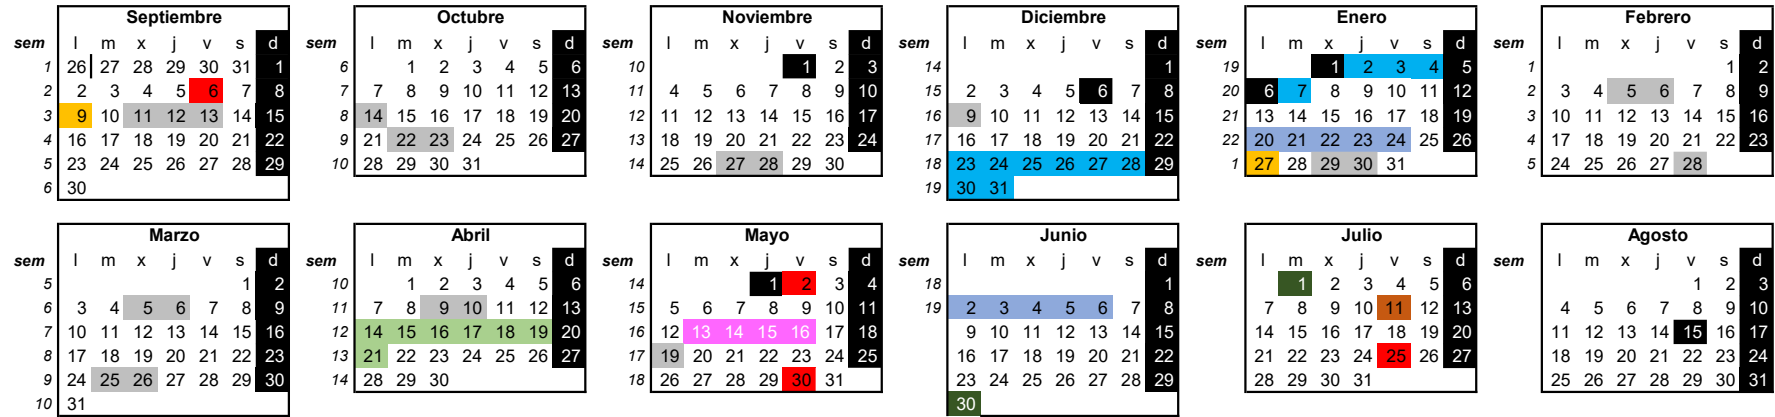 Septiembre Octubre Noviembre Diciembre Enero Febrero
sem l m x j v s d sem l m x j v s d sem l m x j v s d sem l m x j v s d sem l m x j v s d sem l m x j v s d
1 26 27 28 29 30 31 1 6 1 2 3 4 5 6 10 1 2 3 14 1 19 1 2 3 4 5 1 1 2
2 2 3 4 5 6 7 8 7 7 8 9 10 11 12 13 11 4 5 6 7 8 9 10 15 2 3 4 5 6 7 8 20 6 7 8 9 10 11 12 2 3 4 5 6 7 8 9
3 9 10 11 12 13 14 15 8 14 15 16 17 18 19 20 12 11 12 13 14 15 16 17 16 9 10 11 12 13 14 15 21 13 14 15 16 17 18 19 3 10 11 12 13 14 15 16
4 16 17 18 19 20 21 22 9 21 22 23 24 25 26 27 13 18 19 20 21 22 23 24 17 16 17 18 19 20 21 22 22 20 21 22 23 24 25 26 4 17 18 19 20 21 22 23
5 23 24 25 26 27 28 29 10 28 29 30 31 14 25 26 27 28 29 30 18 23 24 25 26 27 28 29 1 27 28 29 30 31 5 24 25 26 27 28
6 30 19 30 31
Marzo Abril Mayo Junio Julio Agosto
sem l m x j v s d sem l m x j v s d sem l m x j v s d sem l m x j v s d sem l m x j v s d sem l m x j v s d
5 1 2 10 1 2 3 4 5 6 14 1 2 3 4 18 1 1 2 3 4 5 6 1 2 3
6 3 4 5 6 7 8 9 11 7 8 9 10 11 12 13 15 5 6 7 8 9 10 11 19 2 3 4 5 6 7 8 7 8 9 10 11 12 13 4 5 6 7 8 9 10
7 10 11 12 13 14 15 16 12 14 15 16 17 18 19 20 16 12 13 14 15 16 17 18 9 10 11 12 13 14 15 14 15 16 17 18 19 20 11 12 13 14 15 16 17
8 17 18 19 20 21 22 23 13 21 22 23 24 25 26 27 17 19 20 21 22 23 24 25 16 17 18 19 20 21 22 21 22 23 24 25 26 27 18 19 20 21 22 23 24
9 24 25 26 27 28 29 30 14 28 29 30 18 26 27 28 29 30 31 23 24 25 26 27 28 29 28 29 30 31 25 26 27 28 29 30 31
10 31 30